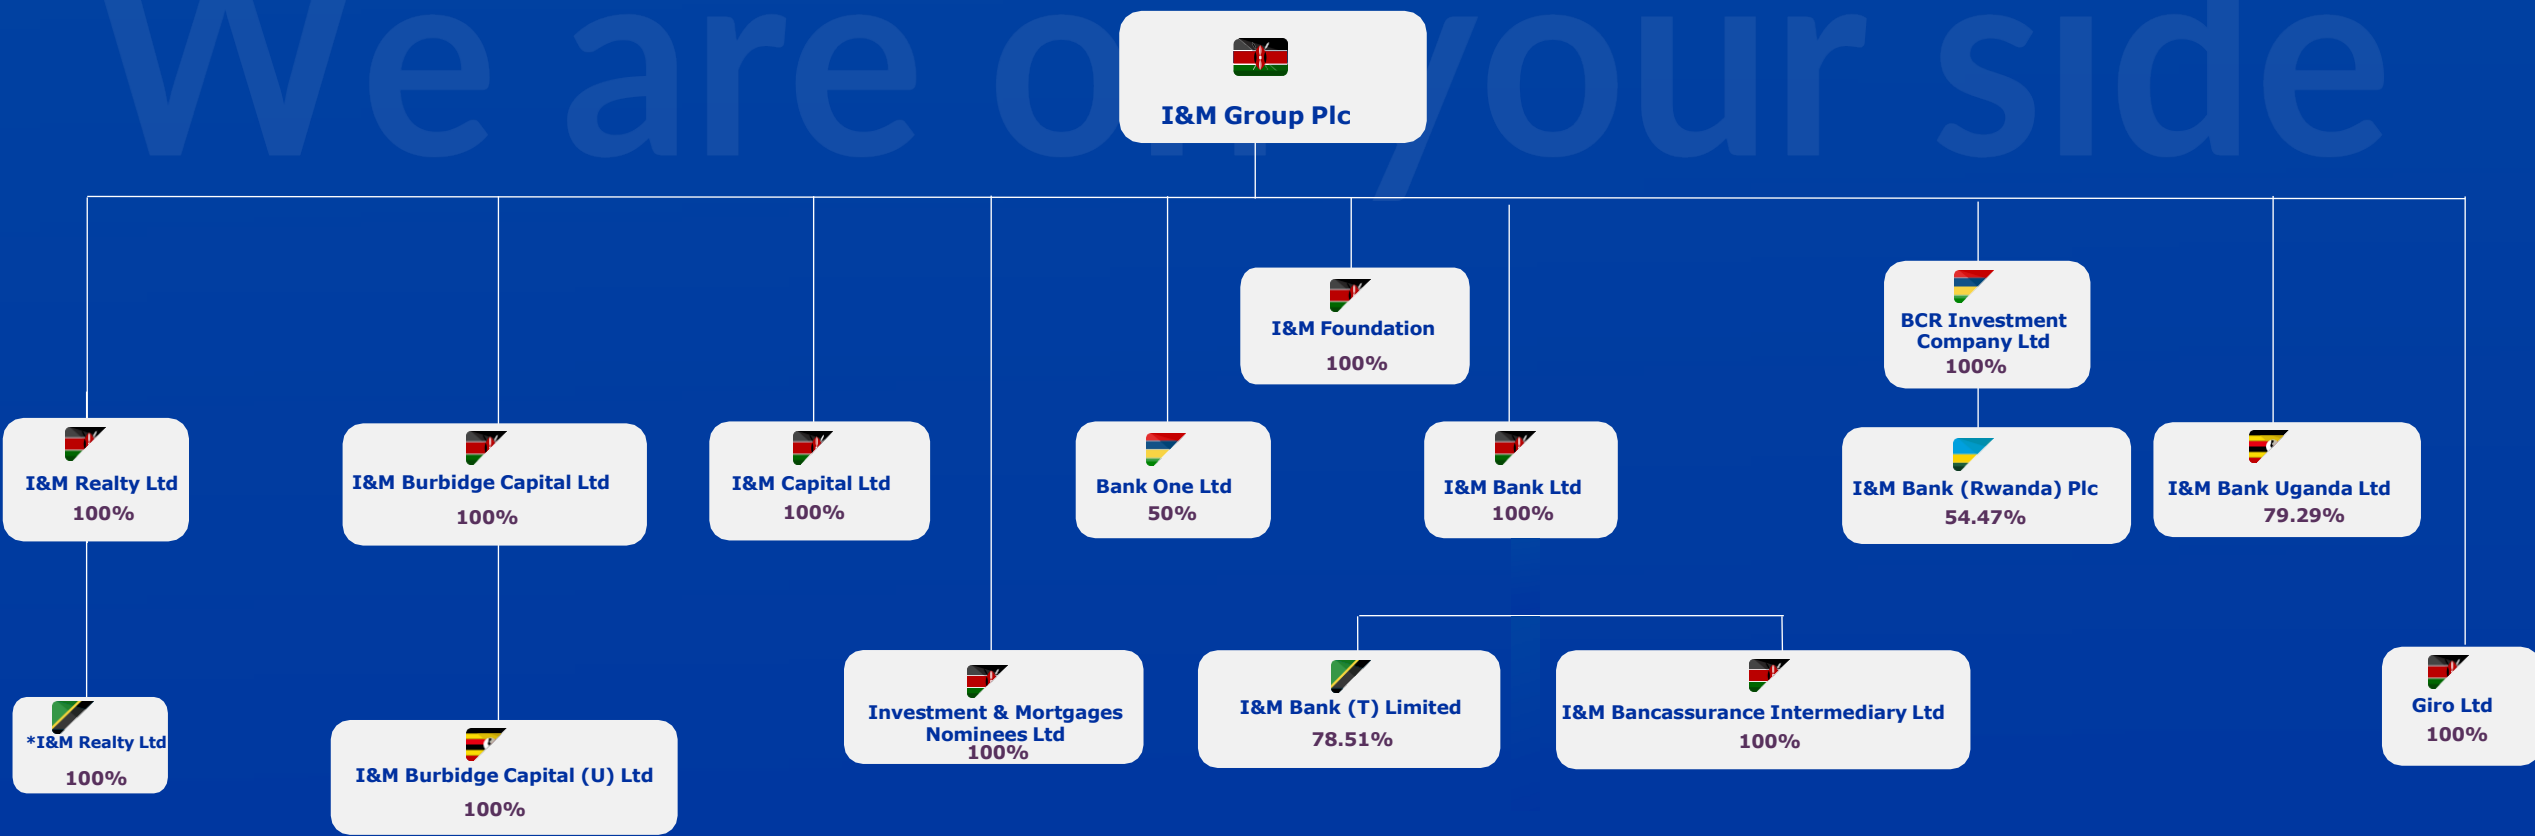 We are on your side
I&M Group Plc
I&M Foundation
100%
BCR Investment
Company Ltd
100%
I&M Realty Ltd
100%
I&M Burbidge Capital Ltd
100%
I&M Capital Ltd
100%
Bank One Ltd
50%
I&M Bank Ltd
100%
I&M Bank (Rwanda) Plc
54.47%
I&M Bank Uganda Ltd
79.29%
*I&M Realty Ltd
100%
I&M Burbidge Capital (U) Ltd
100%
Investment & Mortgages
Nominees Ltd
100%
I&M Bank (T) Limited
78.51%
I&M Bancassurance Intermediary Ltd
100%
Giro Ltd
100%